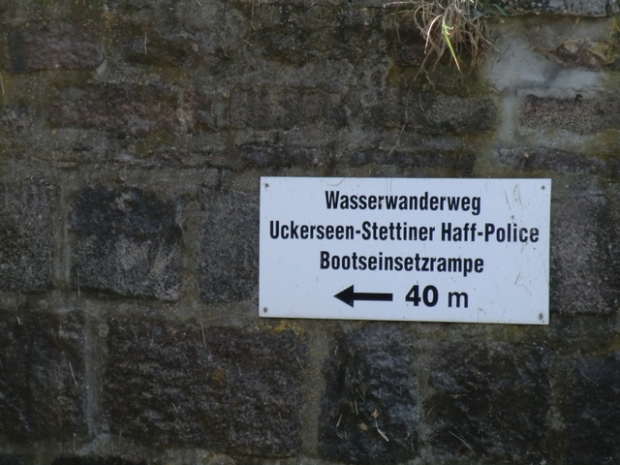 Wasserwanderweg
Uckerseen-Stettiner Haff-Police
Bootseinsetzrampe
← 40 m